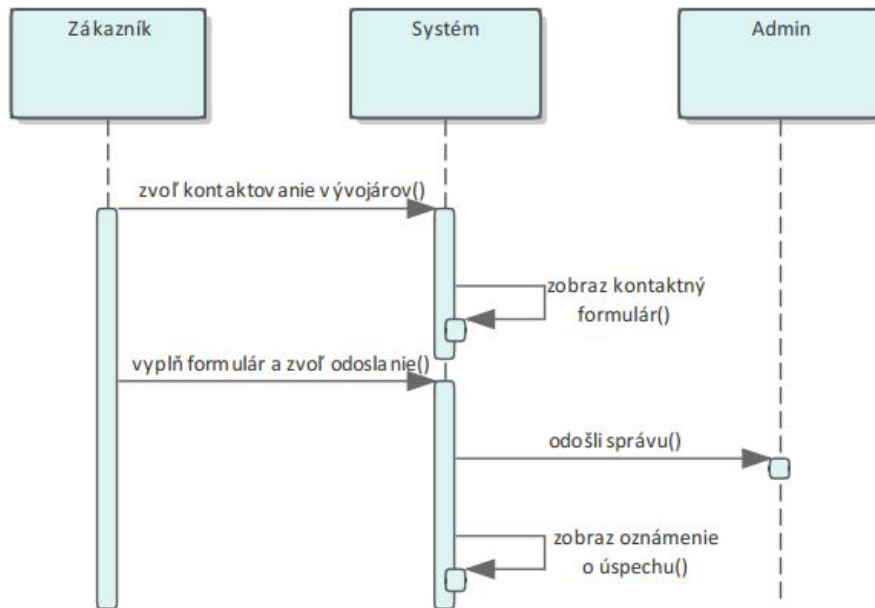 Zákazník
Systém
Admin
zvoľ kontaktovanie vývojárov()
zobraz kontaktný
formulár()
vyplň formulár a zvoľ odoslanie()
odošli správu()
zobraz oznámenie
o úspechu()